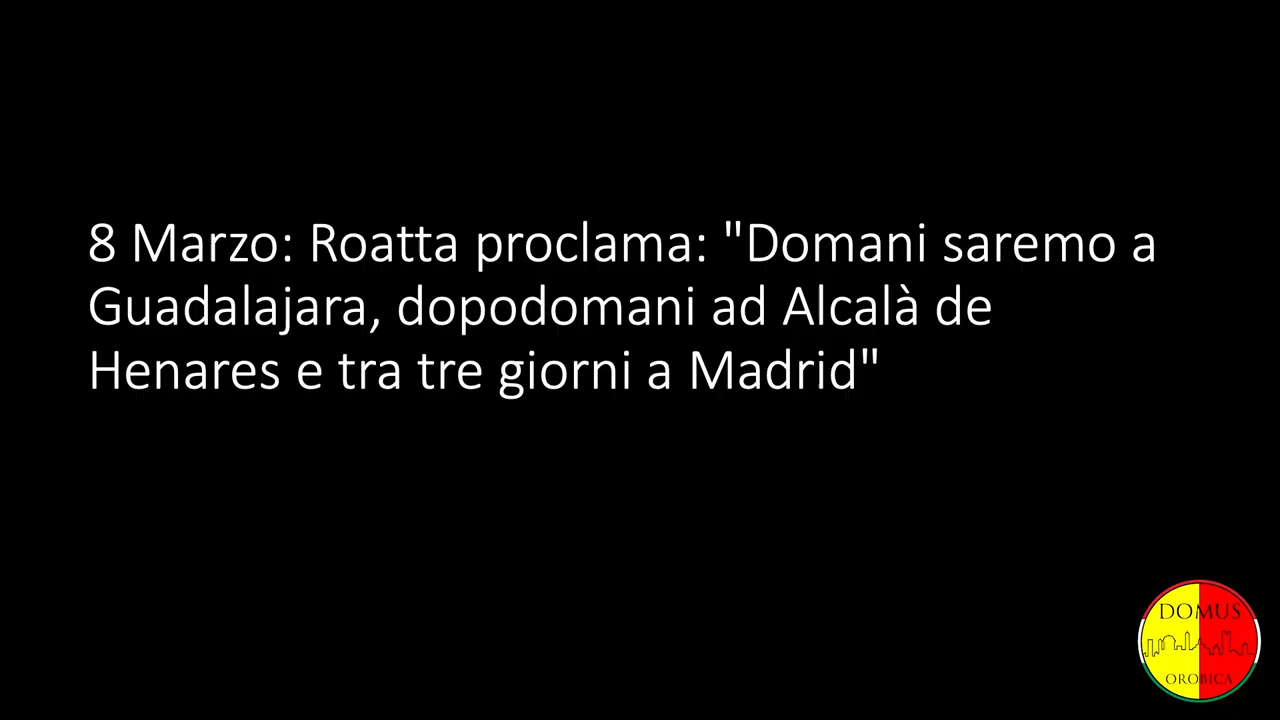 8 Marzo: Roatta proclama: "Domani saremo a
Guadalajara, dopodomani ad Alcalà de
Henares e tra tre giorni a Madrid"
DOMUS
OROBICA